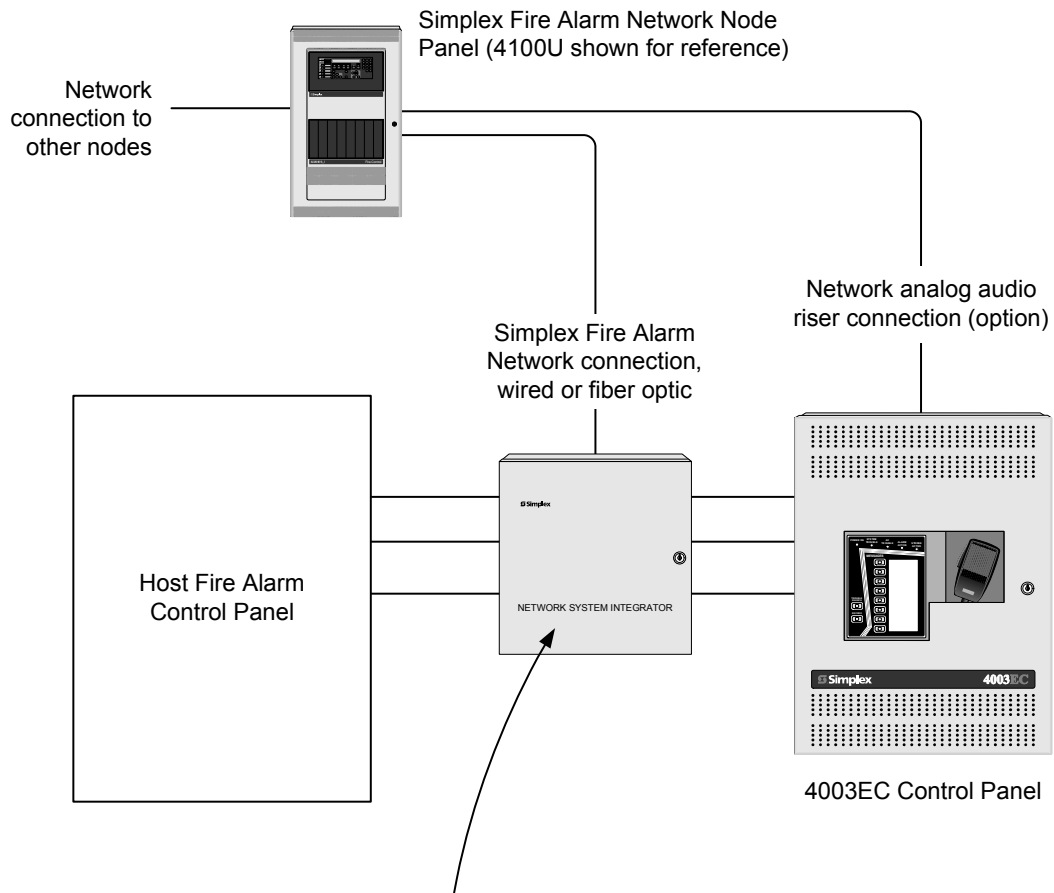 Simplex Fire Alarm Network Node
Panel (4100U shown for reference)
Network
connection to
other nodes
Network analog audio
riser connection (option)
Simplex Fire Alarm
Network connection,
wired or fiber optic
Host Fire Alarm
Control Panel
Simplex
NETWORK SYSTEM INTEGRATOR
Simplex
4003EC
4003EC Control Panel